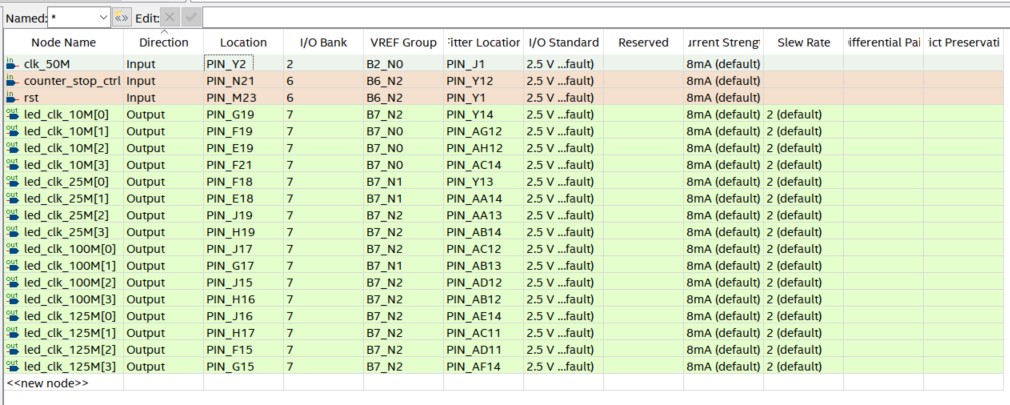 Named: * «» Edit:
Node Name Direction Location I/O Bank VREF Group Fitter Location I/O Standard Reserved urrent Streng Slew Rate ifferential Pai ict Preservati
in clk_50M Input PIN_Y2 2 B2_N0 PIN_J1 2.5 V ...fault) 8mA (default)
in counter_stop_ctrl Input PIN_N21 6 B6_N2 PIN_Y12 2.5 V ...fault) 8mA (default)
in rst Input PIN_M23 6 B6_N2 PIN_Y1 2.5 V ...fault) 8mA (default)
out led_clk_10M[0] Output PIN_G19 7 B7_N2 PIN_Y14 2.5 V ...fault) 8mA (default) 2 (default)
out led_clk_10M[1] Output PIN_F19 7 B7_N0 PIN_AG12 2.5 V ...fault) 8mA (default) 2 (default)
out led_clk_10M[2] Output PIN_E19 7 B7_N0 PIN_AH12 2.5 V ...fault) 8mA (default) 2 (default)
out led_clk_10M[3] Output PIN_F21 7 B7_N0 PIN_AC14 2.5 V ...fault) 8mA (default) 2 (default)
out led_clk_25M[0] Output PIN_F18 7 B7_N1 PIN_Y13 2.5 V ...fault) 8mA (default) 2 (default)
out led_clk_25M[1] Output PIN_E18 7 B7_N1 PIN_AA14 2.5 V ...fault) 8mA (default) 2 (default)
out led_clk_25M[2] Output PIN_J19 7 B7_N2 PIN_AA13 2.5 V ...fault) 8mA (default) 2 (default)
out led_clk_25M[3] Output PIN_H19 7 B7_N2 PIN_AB14 2.5 V ...fault) 8mA (default) 2 (default)
out led_clk_100M[0] Output PIN_J17 7 B7_N2 PIN_AC12 2.5 V ...fault) 8mA (default) 2 (default)
out led_clk_100M[1] Output PIN_G17 7 B7_N1 PIN_AB13 2.5 V ...fault) 8mA (default) 2 (default)
out led_clk_100M[2] Output PIN_J15 7 B7_N2 PIN_AD12 2.5 V ...fault) 8mA (default) 2 (default)
out led_clk_100M[3] Output PIN_H16 7 B7_N2 PIN_AB12 2.5 V ...fault) 8mA (default) 2 (default)
out led_clk_125M[0] Output PIN_J16 7 B7_N2 PIN_AE14 2.5 V ...fault) 8mA (default) 2 (default)
out led_clk_125M[1] Output PIN_H17 7 B7_N2 PIN_AC11 2.5 V ...fault) 8mA (default) 2 (default)
out led_clk_125M[2] Output PIN_F15 7 B7_N2 PIN_AD11 2.5 V ...fault) 8mA (default) 2 (default)
out led_clk_125M[3] Output PIN_G15 7 B7_N2 PIN_AF14 2.5 V ...fault) 8mA (default) 2 (default)
<<new node>>